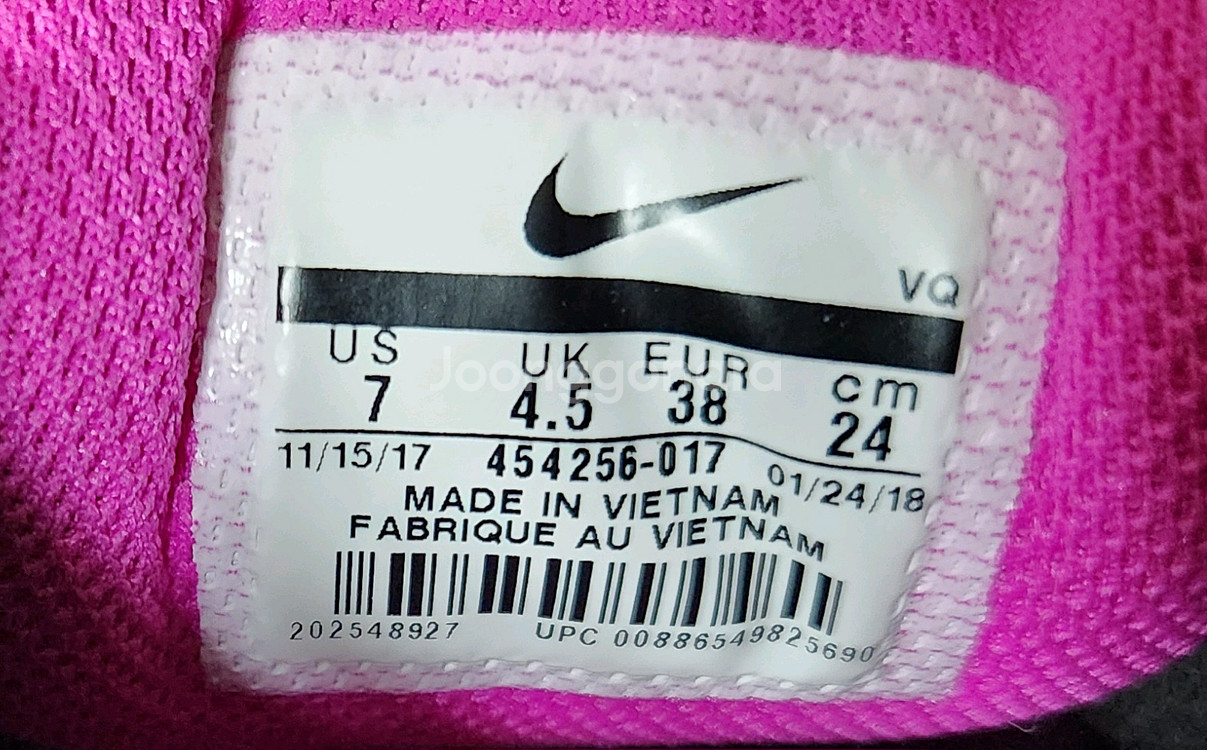 VQ
US UK EUR cm
7 4.5 38 24
11/15/17 454256-017 01/24/18
MADE IN VIETNAM
FABRIQUE AU VIETNAM
202548927 UPC 00886549825690
Joonggonara